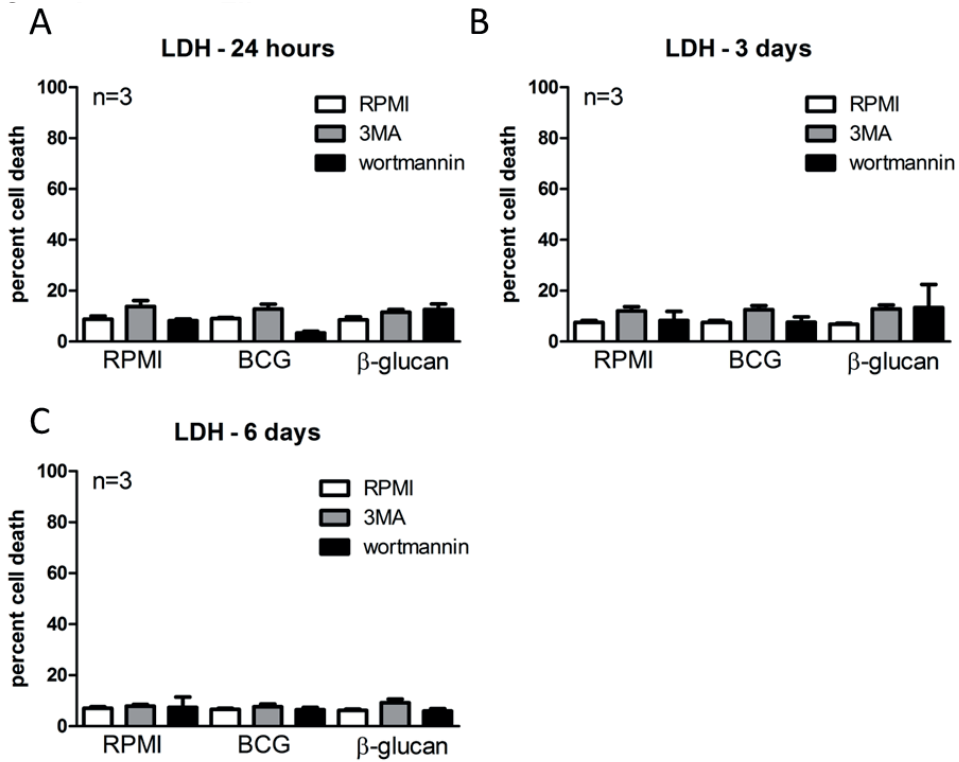 A
LDH - 24 hours
n=3
RPMI
3MA
wortmannin
percent cell death
100
80
60
40
20
0
RPMI BCG β-glucan
B
LDH - 3 days
n=3
RPMI
3MA
wortmannin
percent cell death
100
80
60
40
20
0
RPMI BCG β-glucan
C
LDH - 6 days
n=3
RPMI
3MA
wortmannin
percent cell death
100
80
60
40
20
0
RPMI BCG β-glucan